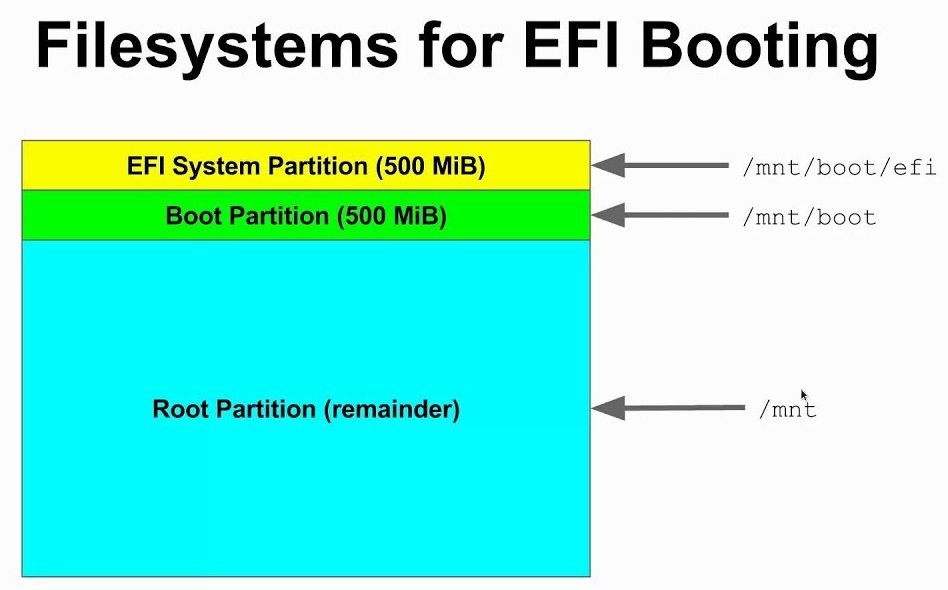 Filesystems for EFI Booting
EFI System Partition (500 MiB)
/mnt/boot/efi
Boot Partition (500 MiB)
/mnt/boot
Root Partition (remainder)
/mnt